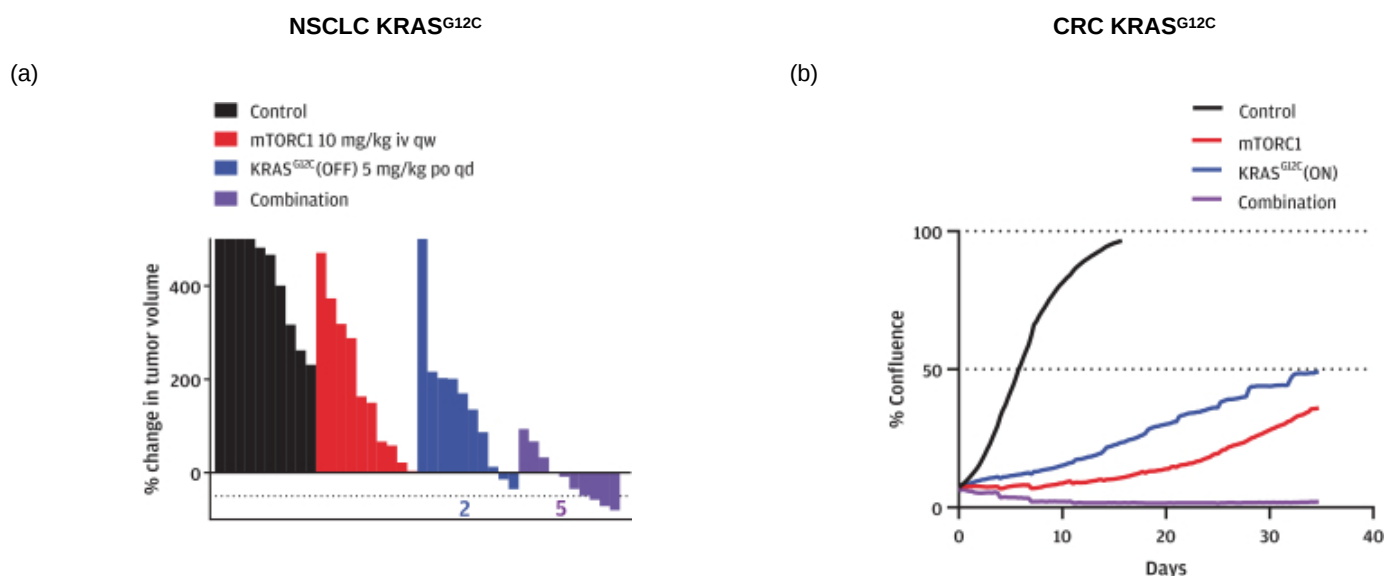 NSCLC KRASG12C
CRC KRASG12C
(a)
Control
mTORC1 10 mg/kg iv qw
KRASG12C(OFF) 5 mg/kg po qd
Combination
% change in tumor volume
400
200
0
2
5
(b)
Control
mTORC1
KRASG12C(ON)
Combination
% Confluence
100
50
0
0 10 20 30 40
Days